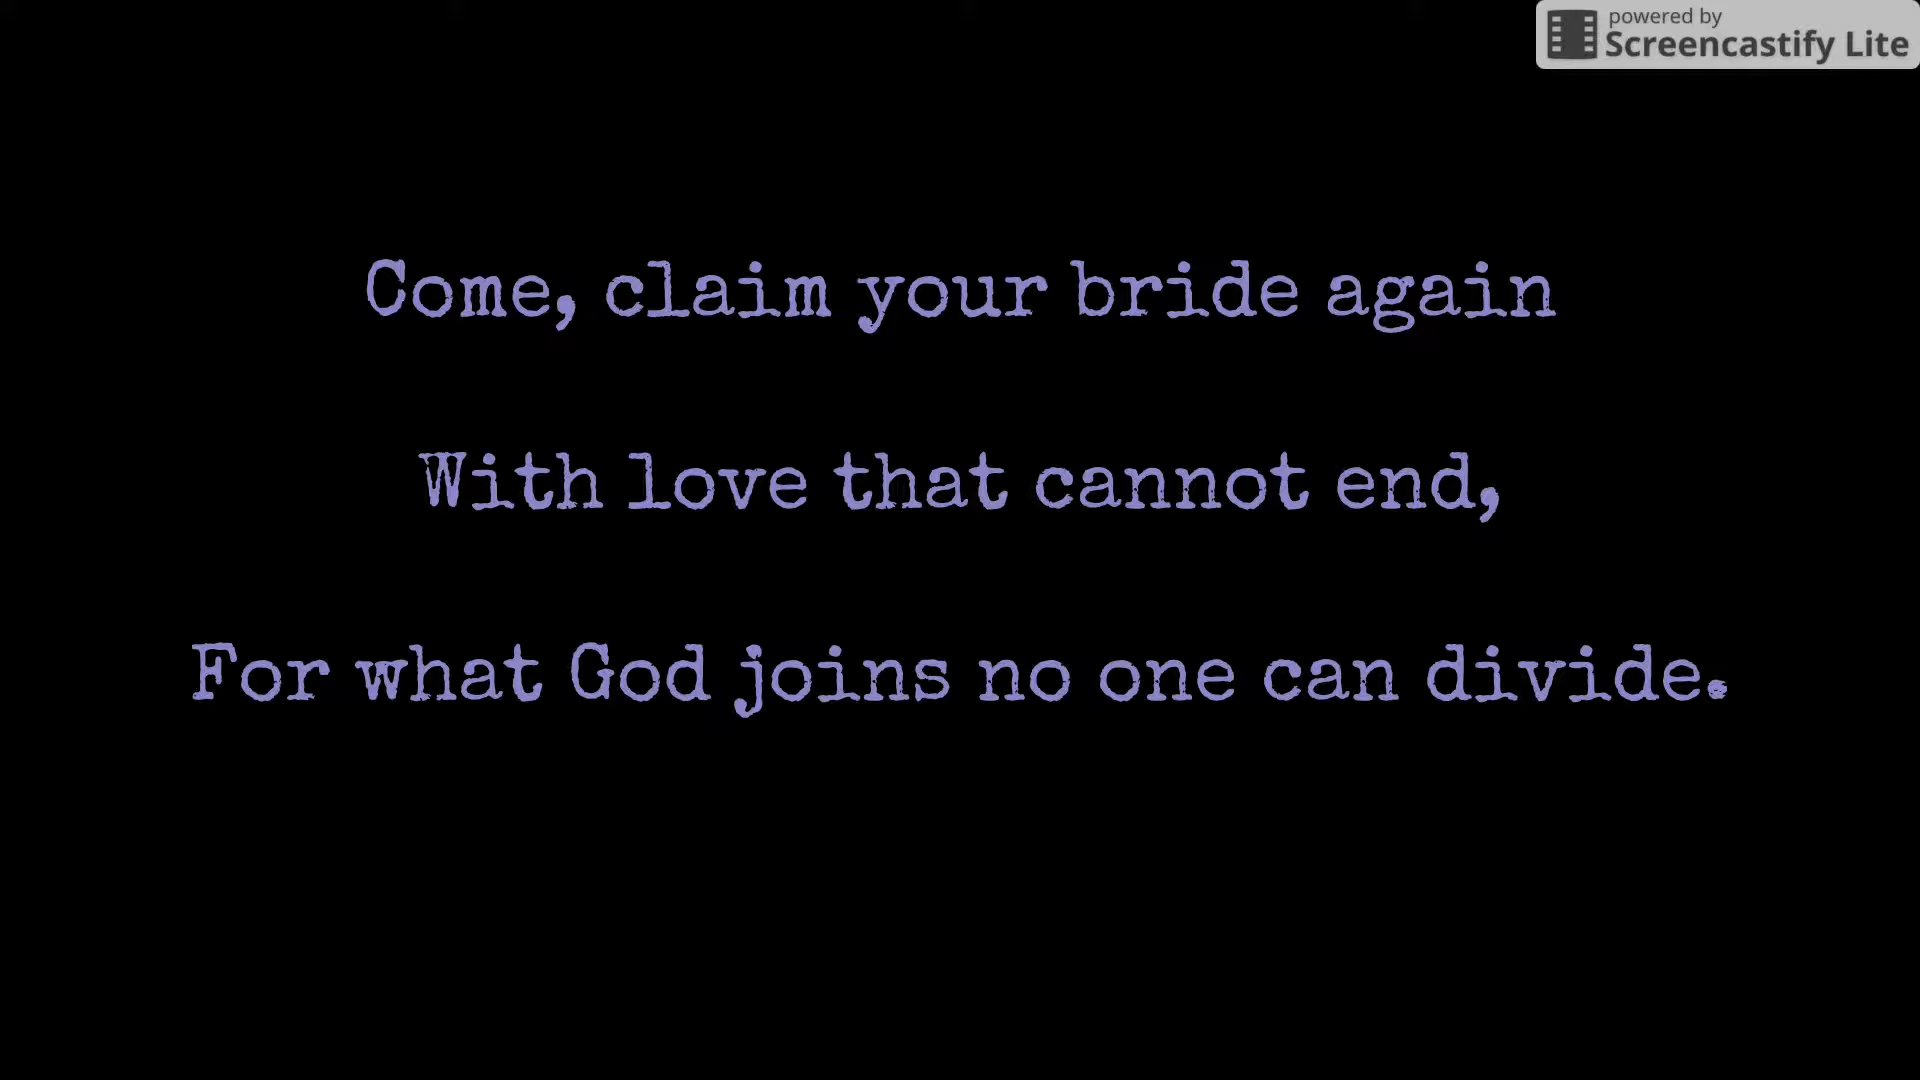 powered by
Screencastify Lite
Come, claim your bride again
With love that cannot end,
For what God joins no one can divide.